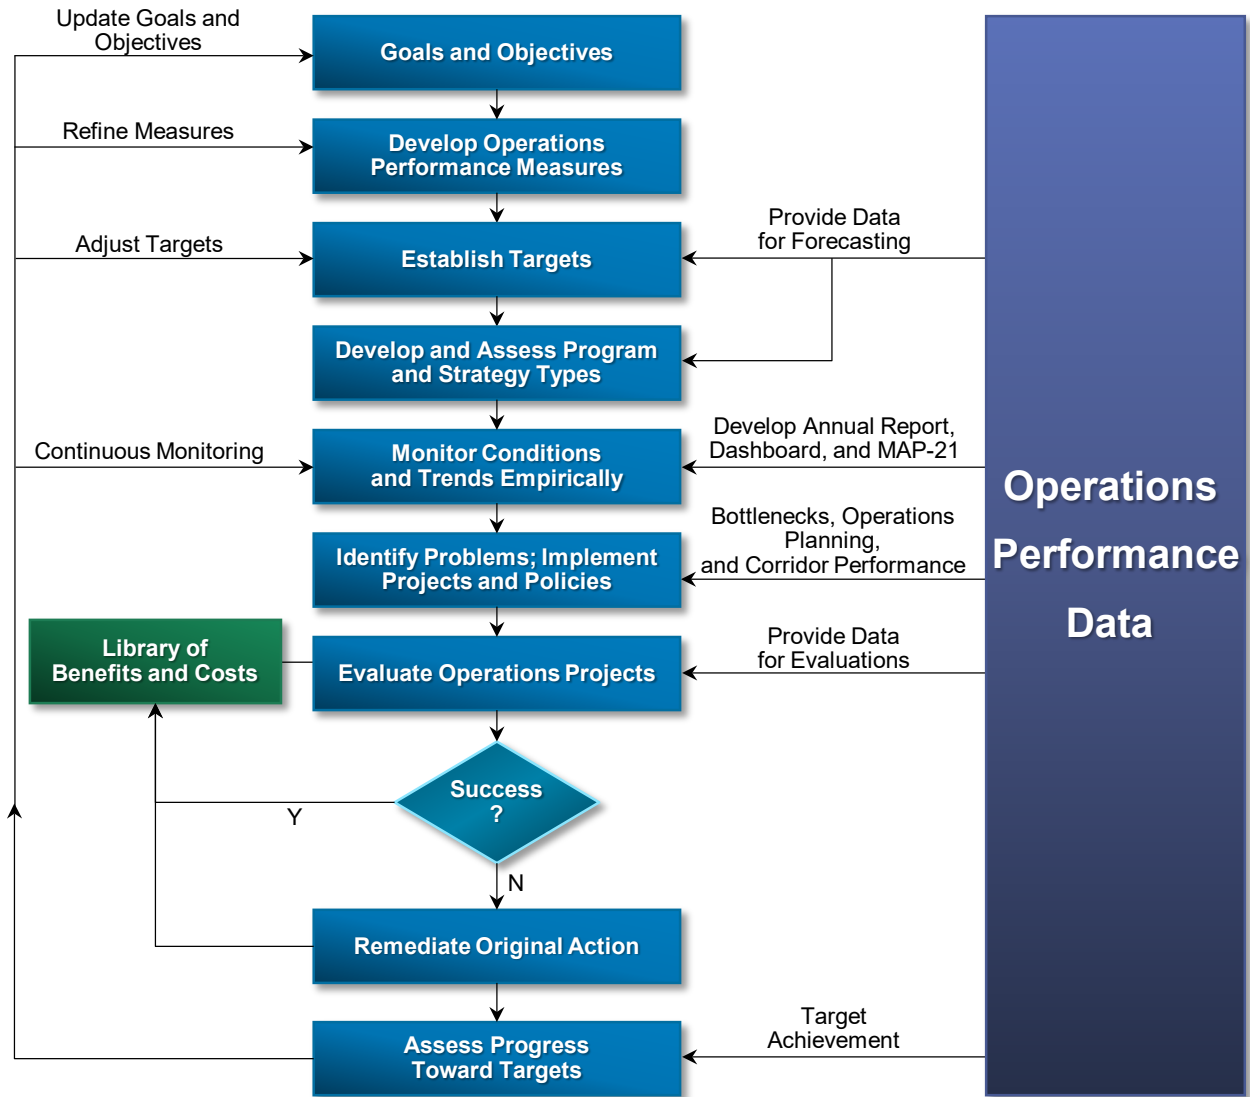 Update Goals and
Objectives
Goals and Objectives
Refine Measures
Develop Operations
Performance Measures
Adjust Targets
Establish Targets
Provide Data
for Forecasting
Develop and Assess Program
and Strategy Types
Continuous Monitoring
Monitor Conditions
and Trends Empirically
Develop Annual Report,
Dashboard, and MAP-21
Identify Problems; Implement
Projects and Policies
Bottlenecks, Operations
Planning,
and Corridor Performance
Library of
Benefits and Costs
Evaluate Operations Projects
Provide Data
for Evaluations
Success
?
Y
N
Remediate Original Action
Assess Progress
Toward Targets
Target
Achievement
Operations
Performance
Data